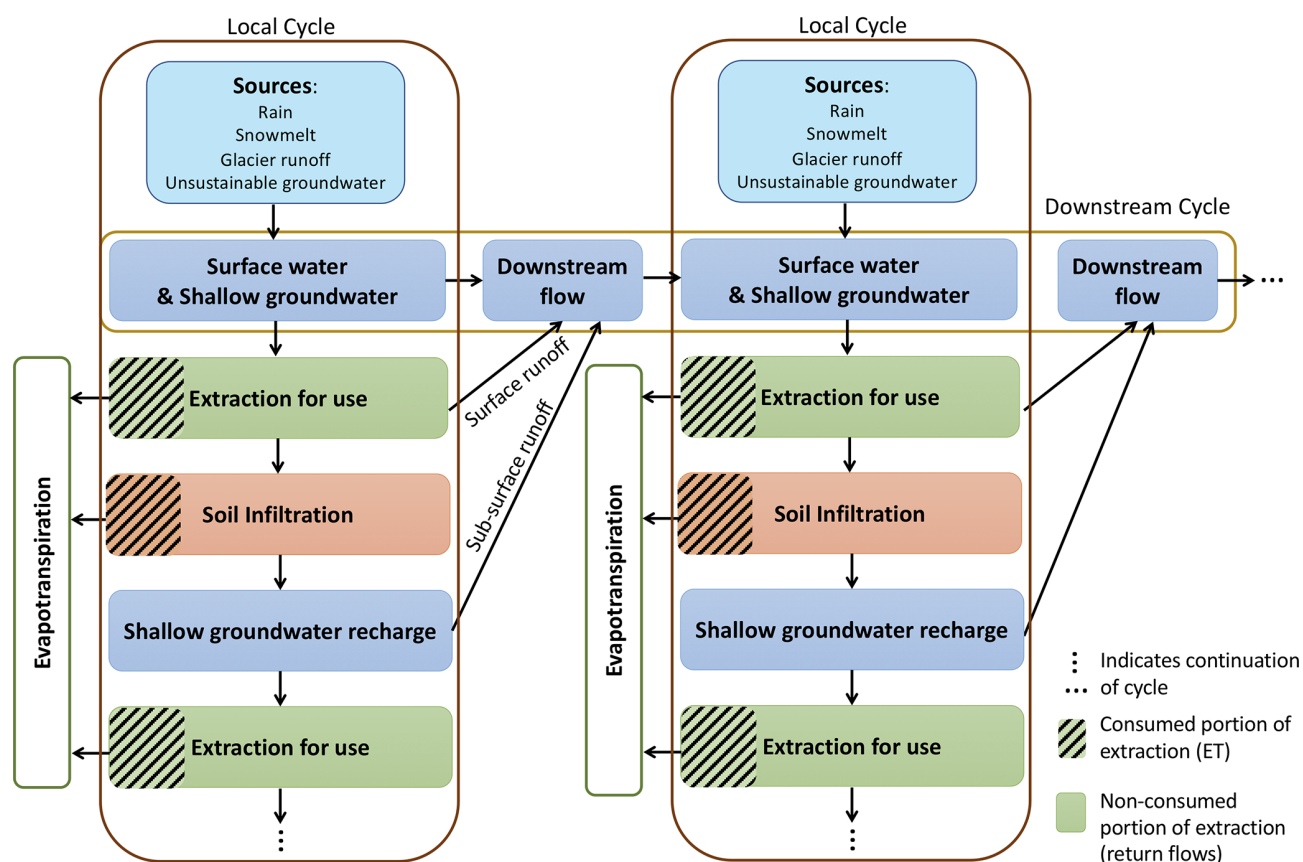 Local Cycle
Sources:
Rain
Snowmelt
Glacier runoff
Unsustainable groundwater
Surface water
& Shallow groundwater
Downstream
flow
Extraction for use
Surface runoff
Soil Infiltration
Sub-surface runoff
Shallow groundwater recharge
Extraction for use
Evapotranspiration
Local Cycle
Sources:
Rain
Snowmelt
Glacier runoff
Unsustainable groundwater
Downstream Cycle
Surface water
& Shallow groundwater
Downstream
flow
Extraction for use
Soil Infiltration
Shallow groundwater recharge
Extraction for use
Evapotranspiration
Indicates continuation
of cycle
Consumed portion of
extraction (ET)
Non-consumed
portion of extraction
(return flows)